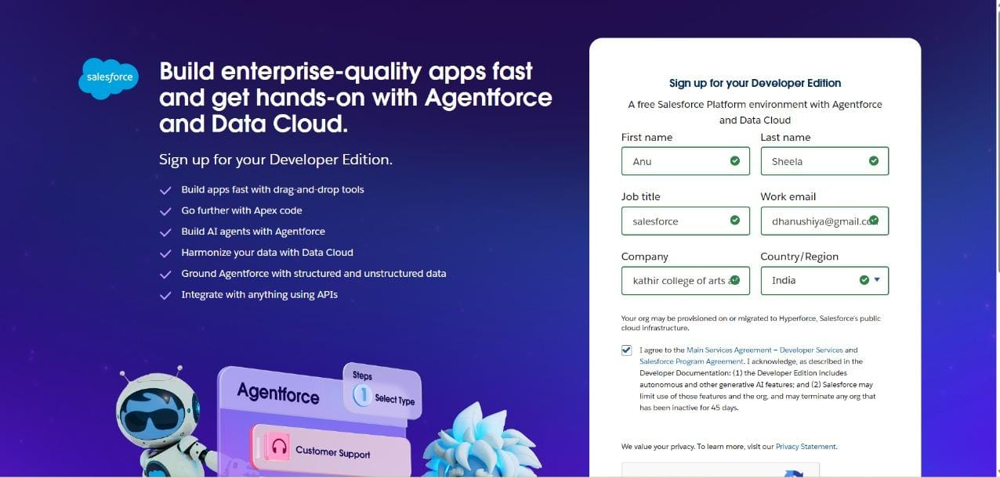 salesforce
Build enterprise-quality apps fast
and get hands-on with Agentforce
and Data Cloud.
Sign up for your Developer Edition.
Build apps fast with drag-and-drop tools
Go further with Apex code
Build AI agents with Agentforce
Harmonize your data with Data Cloud
Ground Agentforce with structured and unstructured data
Integrate with anything using APIs
Agentforce
Steps
1 Select Type
Customer Support
Sign up for your Developer Edition
A free Salesforce Platform environment with Agentforce
and Data Cloud
First name Last name
Anu Sheela
Job title Work email
salesforce dhanushiya@gmail.com
Company Country/Region
kathir college of arts India
Your org may be provisioned on or migrated to Hyperforce, Salesforce's public
cloud infrastructure.
I agree to the Main Services Agreement – Developer Services and
Salesforce Program Agreement. I acknowledge, as described in the
Developer Documentation: (1) the Developer Edition includes
autonomous and other generative AI features; and (2) Salesforce may
limit use of those features and the org, and may terminate any org that
has been inactive for 45 days.
We value your privacy. To learn more, visit our Privacy Statement.